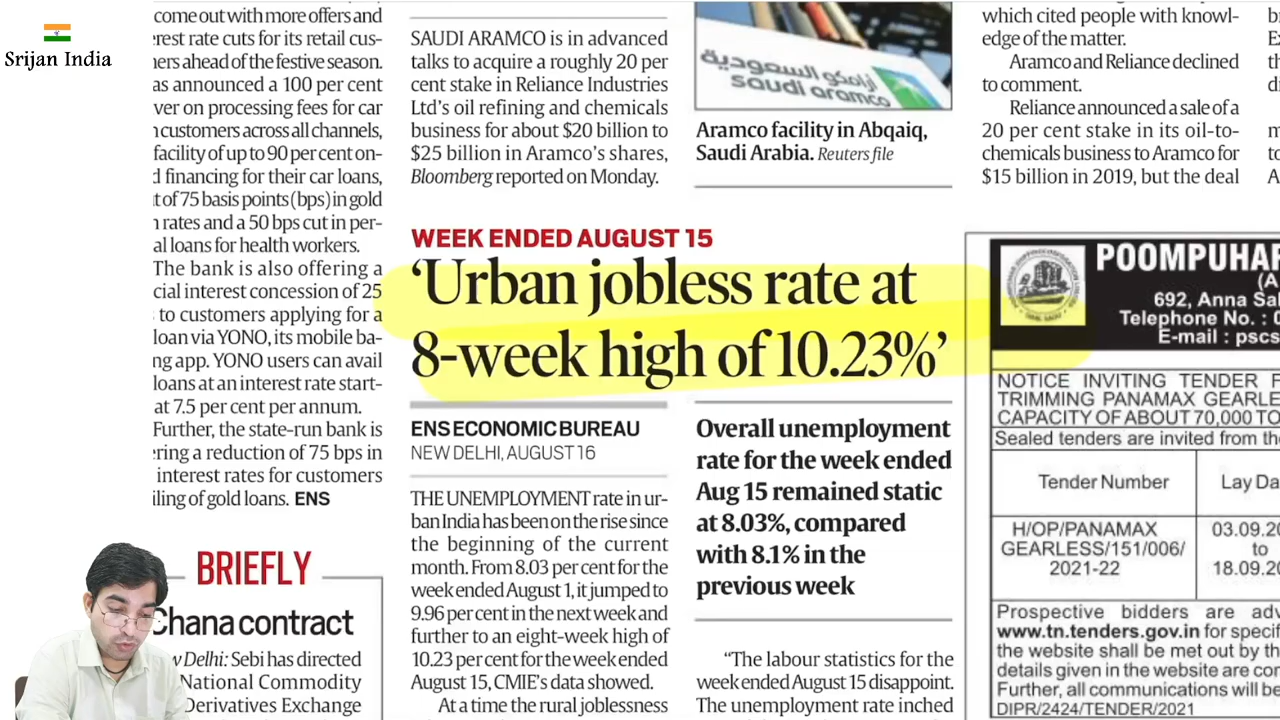 Srijan India
come out with more offers and
rest rate cuts for its retail cus-
ners ahead of the festive season.
as announced a 100 per cent
ver on processing fees for car
customers across all channels,
facility of up to 90 per cent on-
d financing for their car loans,
t of 75 basis points (bps) in gold
n rates and a 50 bps cut in per-
al loans for health workers.
The bank is also offering a
cial interest concession of 25
to customers applying for a
loan via YONO, its mobile ba-
ng app. YONO users can avail
loans at an interest rate start-
at 7.5 per cent per annum.
Further, the state-run bank is
ering a reduction of 75 bps in
interest rates for customers
iling of gold loans. ENS
BRIEFLY
Chana contract
w Delhi: Sebi has directed
National Commodity
Derivatives Exchange
SAUDI ARAMCO is in advanced
talks to acquire a roughly 20 per
cent stake in Reliance Industries
Ltd's oil refining and chemicals
business for about $20 billion to
$25 billion in Aramco's shares,
Bloomberg reported on Monday.
أرامكو السعودية
saudi aramco
Aramco facility in Abqaiq,
Saudi Arabia. Reuters file
which cited people with knowl-
edge of the matter.
Aramco and Reliance declined
to comment.
Reliance announced a sale of a
20 per cent stake in its oil-to-
chemicals business to Aramco for
$15 billion in 2019, but the deal
WEEK ENDED AUGUST 15
‘Urban jobless rate at
8-week high of 10.23%’
ENS ECONOMIC BUREAU
NEW DELHI, AUGUST 16
THE UNEMPLOYMENT rate in ur-
ban India has been on the rise since
the beginning of the current
month. From 8.03 per cent for the
week ended August 1, it jumped to
9.96 per cent in the next week and
further to an eight-week high of
10.23 per cent for the week ended
August 15, CMIE's data showed.
At a time the rural joblessness
Overall unemployment
rate for the week ended
Aug 15 remained static
at 8.03%, compared
with 8.1% in the
previous week
“The labour statistics for the
week ended August 15 disappoint.
The unemployment rate inched
POOMPUHAR
(A
692, Anna Sa
Telephone No. : 0
E-mail : pscs
NOTICE INVITING TENDER F
TRIMMING PANAMAX GEARLE
CAPACITY OF ABOUT 70,000 TO
Sealed tenders are invited from the
Tender Number
Lay Da
H/OP/PANAMAX
GEARLESS/151/006/
2021-22
03.09.20
to
18.09.20
Prospective bidders are adv
www.tn.tenders.gov.in for specif
the website shall be met out by th
details given in the website are con
Further, all communications will be
DIPR/2424/TENDER/2021